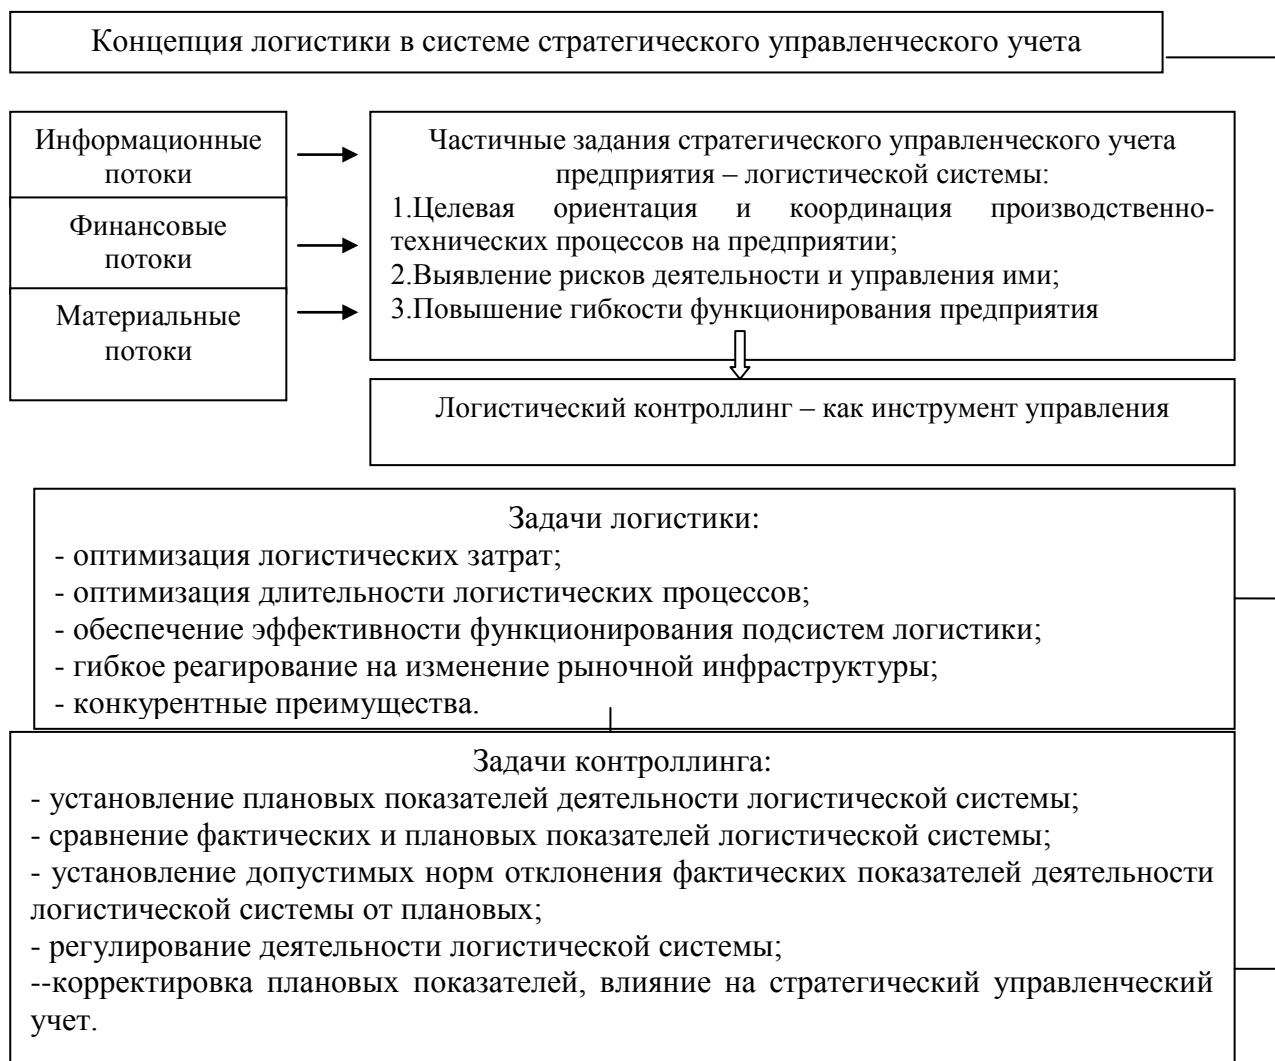 Концепция логистики в системе стратегического управленческого учета
Информационные
потоки
Финансовые
потоки
Материальные
потоки
Частичные задания стратегического управленческого учета
предприятия – логистической системы:
1.Целевая ориентация и координация производственно-
технических процессов на предприятии;
2.Выявление рисков деятельности и управления ими;
3.Повышение гибкости функционирования предприятия
Логистический контроллинг – как инструмент управления
Задачи логистики:
- оптимизация логистических затрат;
- оптимизация длительности логистических процессов;
- обеспечение эффективности функционирования подсистем логистики;
- гибкое реагирование на изменение рыночной инфраструктуры;
- конкурентные преимущества.
Задачи контроллинга:
- установление плановых показателей деятельности логистической системы;
- сравнение фактических и плановых показателей логистической системы;
- установление допустимых норм отклонения фактических показателей деятельности
логистической системы от плановых;
- регулирование деятельности логистической системы;
--корректировка плановых показателей, влияние на стратегический управленческий
учет.